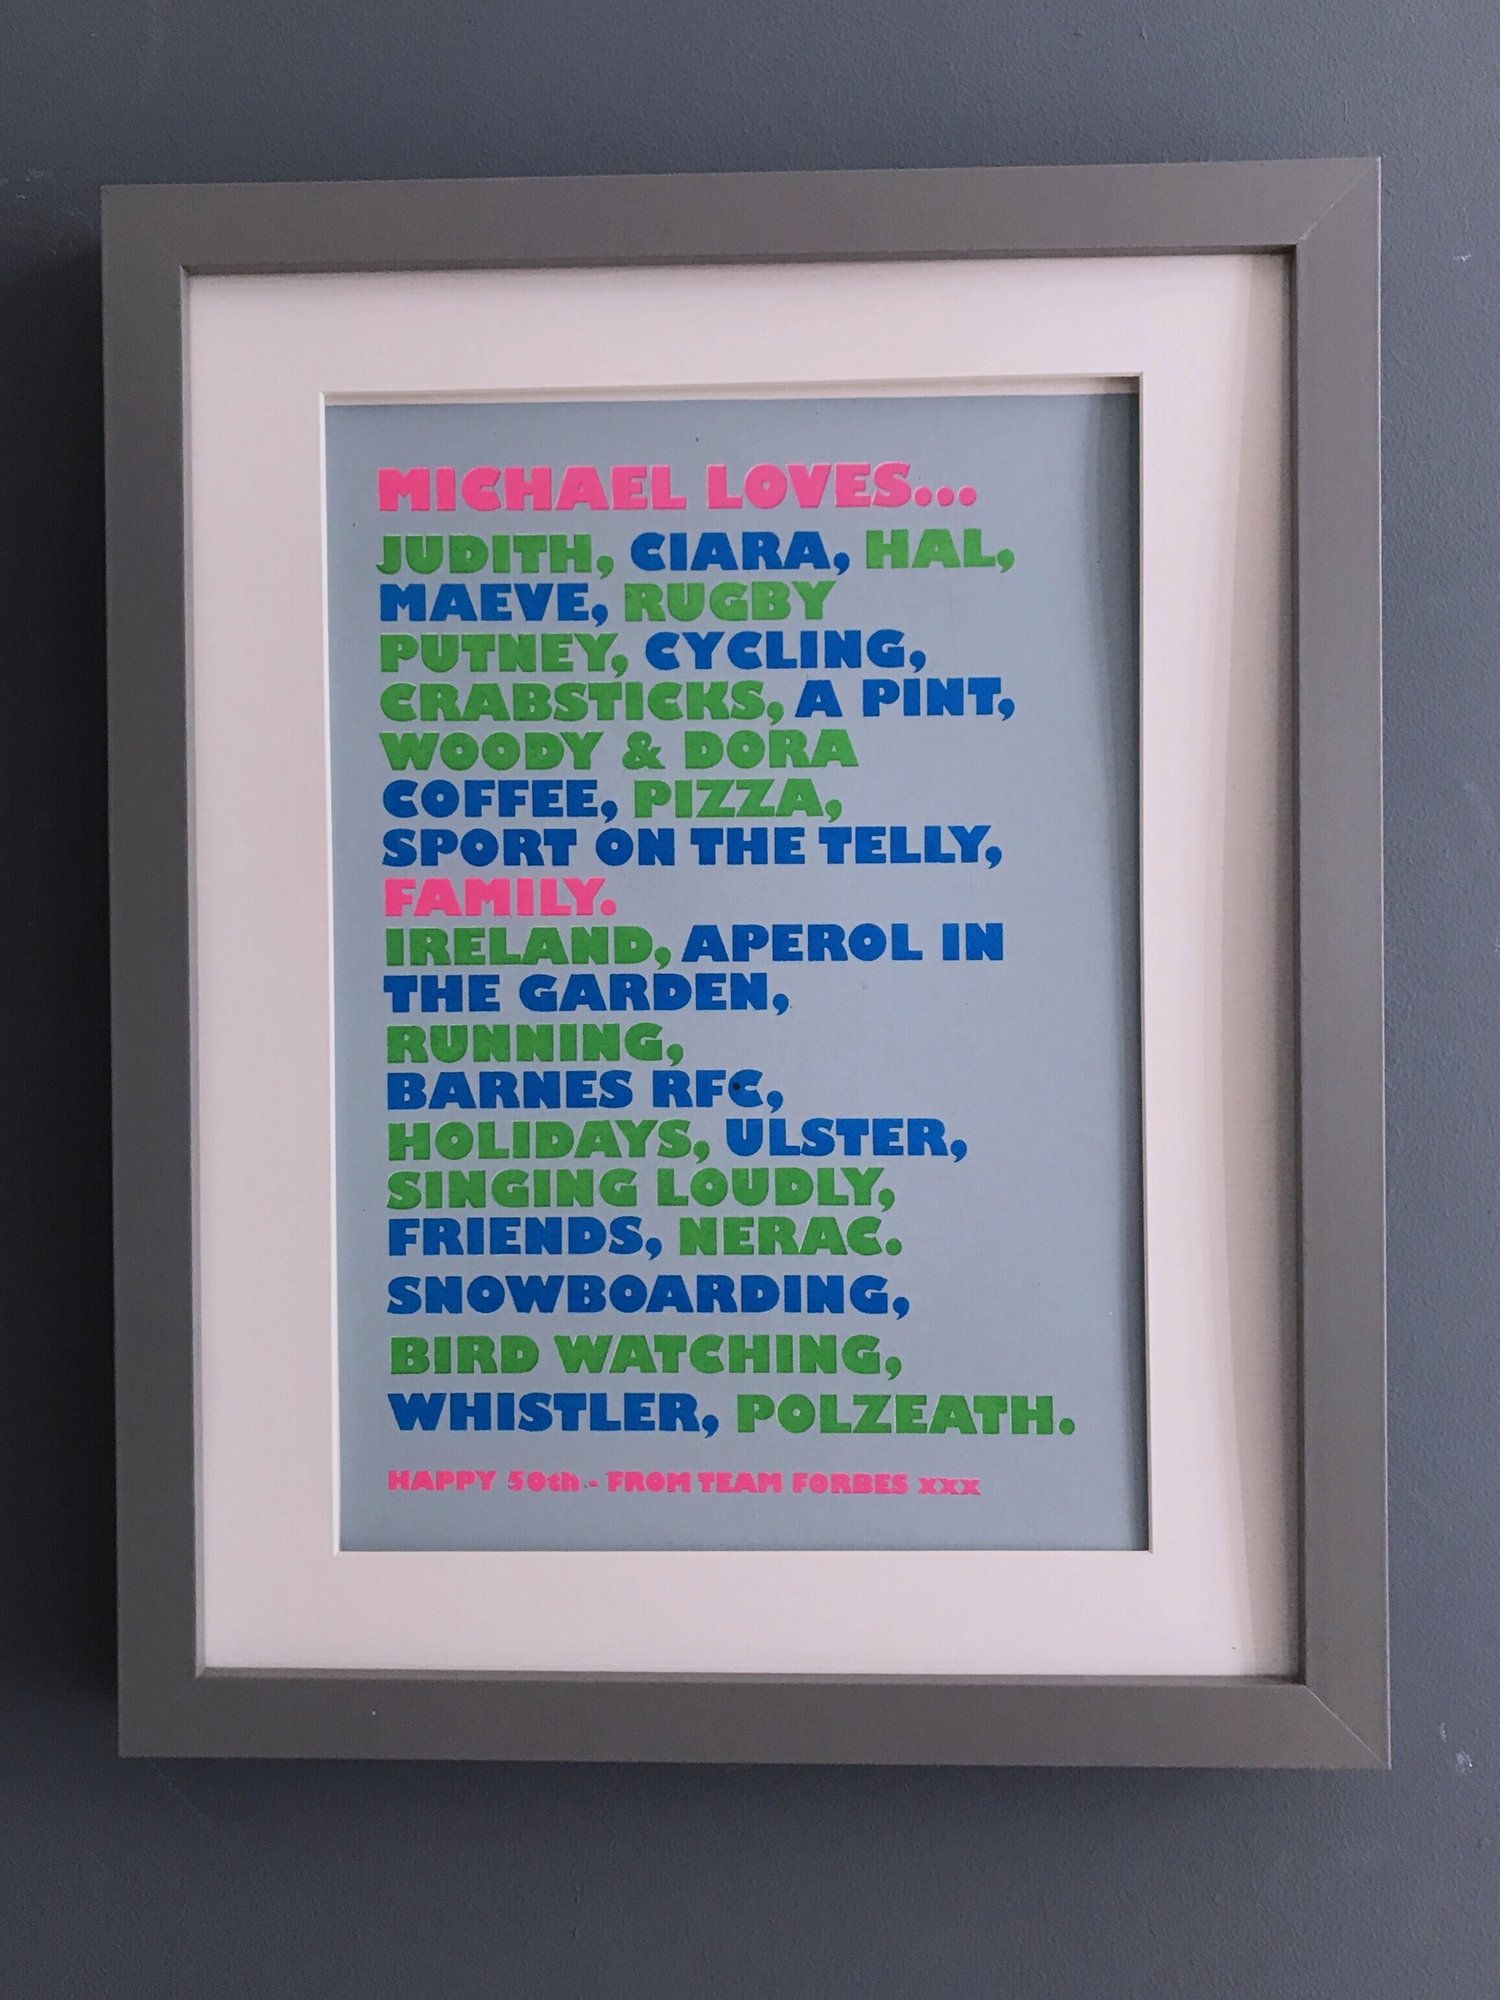 MICHAEL LOVES...
JUDITH, CIARA, HAL,
MAEVE, RUGBY
PUTNEY, CYCLING,
CRABSTICKS, A PINT,
WOODY & DORA
COFFEE, PIZZA,
SPORT ON THE TELLY,
FAMILY.
IRELAND, APEROL IN
THE GARDEN,
RUNNING,
BARNES RFC,
HOLIDAYS, ULSTER,
SINGING LOUDLY,
FRIENDS, NERAC.
SNOWBOARDING,
BIRD WATCHING,
WHISTLER, POLZEATH.
HAPPY 50th - FROM TEAM FORBES xxx